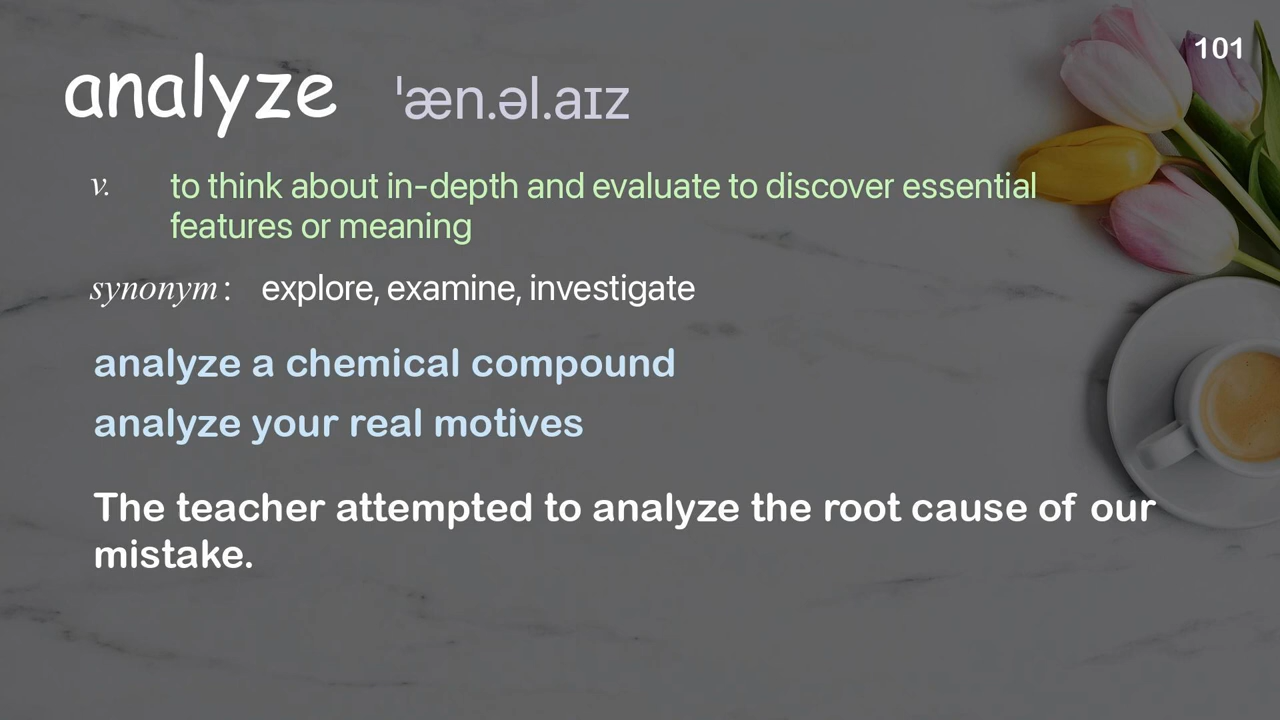 101
analyze ˈæn.əl.aɪz
v. to think about in-depth and evaluate to discover essential
features or meaning
synonym: explore, examine, investigate
analyze a chemical compound
analyze your real motives
The teacher attempted to analyze the root cause of our
mistake.